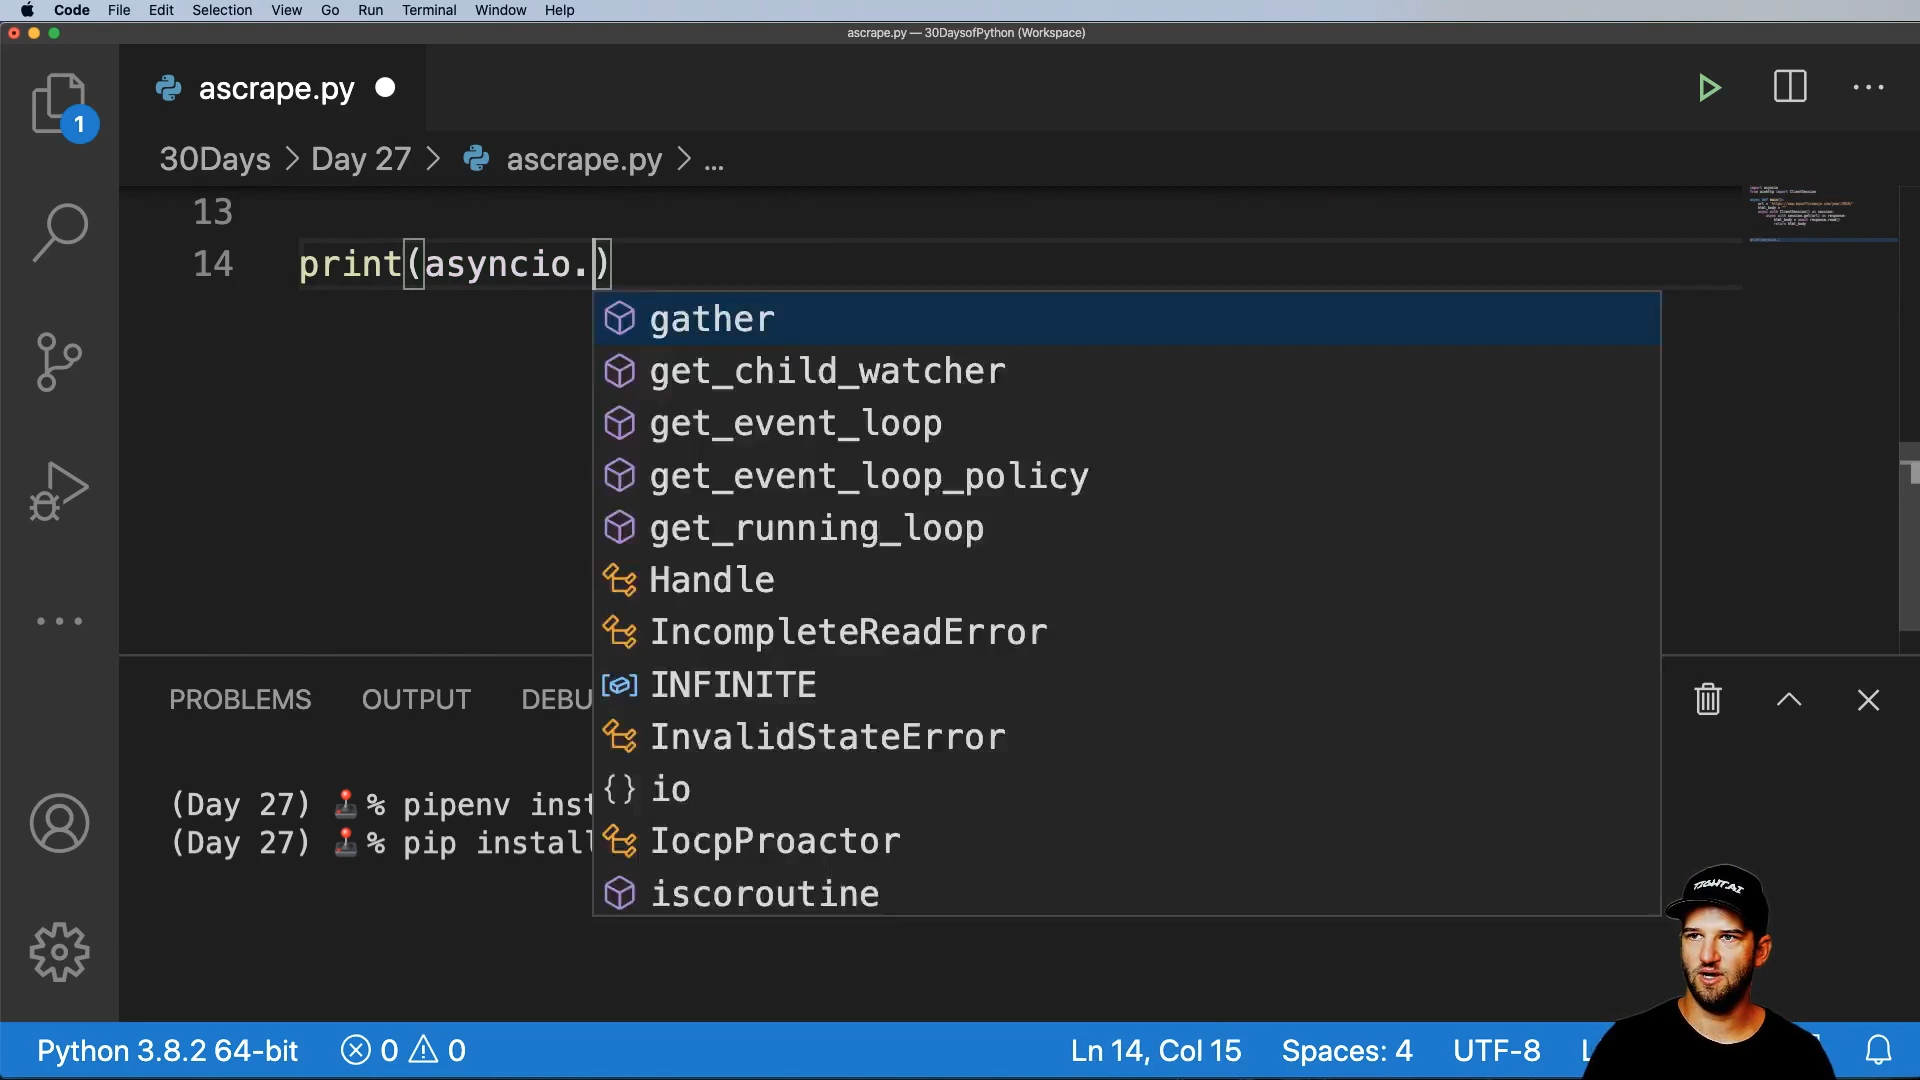 Code File Edit Selection View Go Run Terminal Window Help
ascrape.py — 30DaysofPython (Workspace)
ascrape.py
1
30Days > Day 27 > ascrape.py > ...
13
14 print(asyncio.)
gather
get_child_watcher
get_event_loop
get_event_loop_policy
get_running_loop
Handle
IncompleteReadError
INFINITE
InvalidStateError
{} io
IocpProactor
iscoroutine
PROBLEMS OUTPUT DEBU
(Day 27) % pipenv inst
(Day 27) % pip install
TIGHT.AI
Python 3.8.2 64-bit 0 0 Ln 14, Col 15 Spaces: 4 UTF-8 L